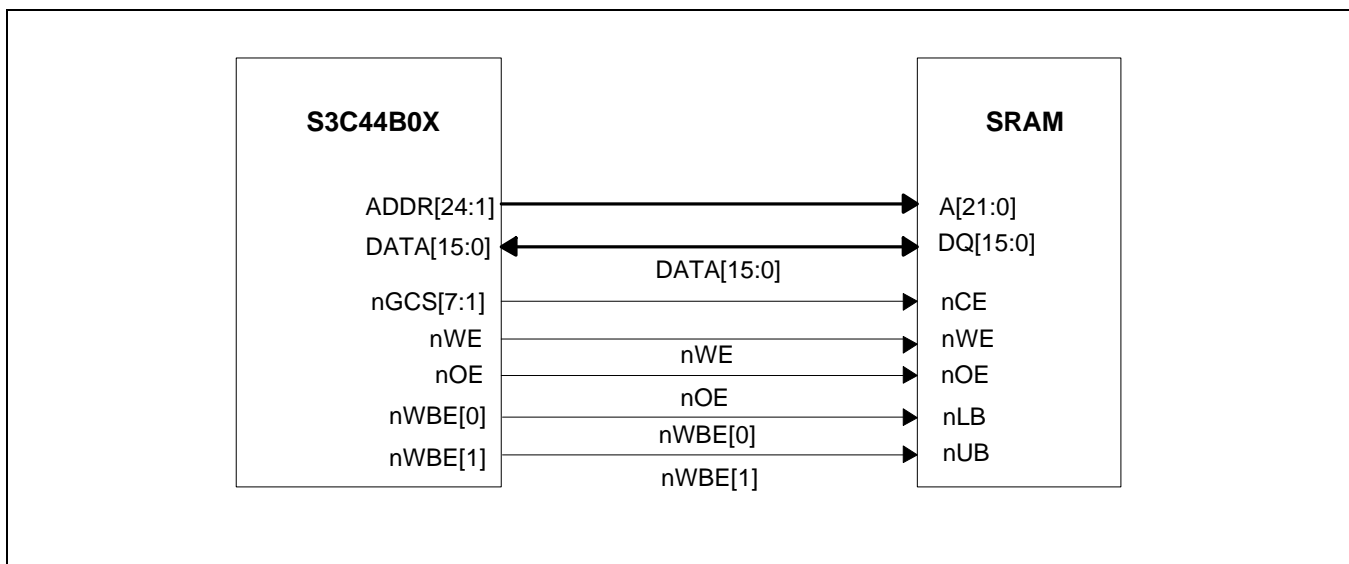 S3C44B0X SRAM
ADDR[24:1] A[21:0]
DATA[15:0] DQ[15:0]
DATA[15:0]
nGCS[7:1] nCE
nWE nWE
nWE
nOE nOE
nOE
nWBE[0] nLB
nWBE[0]
nWBE[1] nUB
nWBE[1]